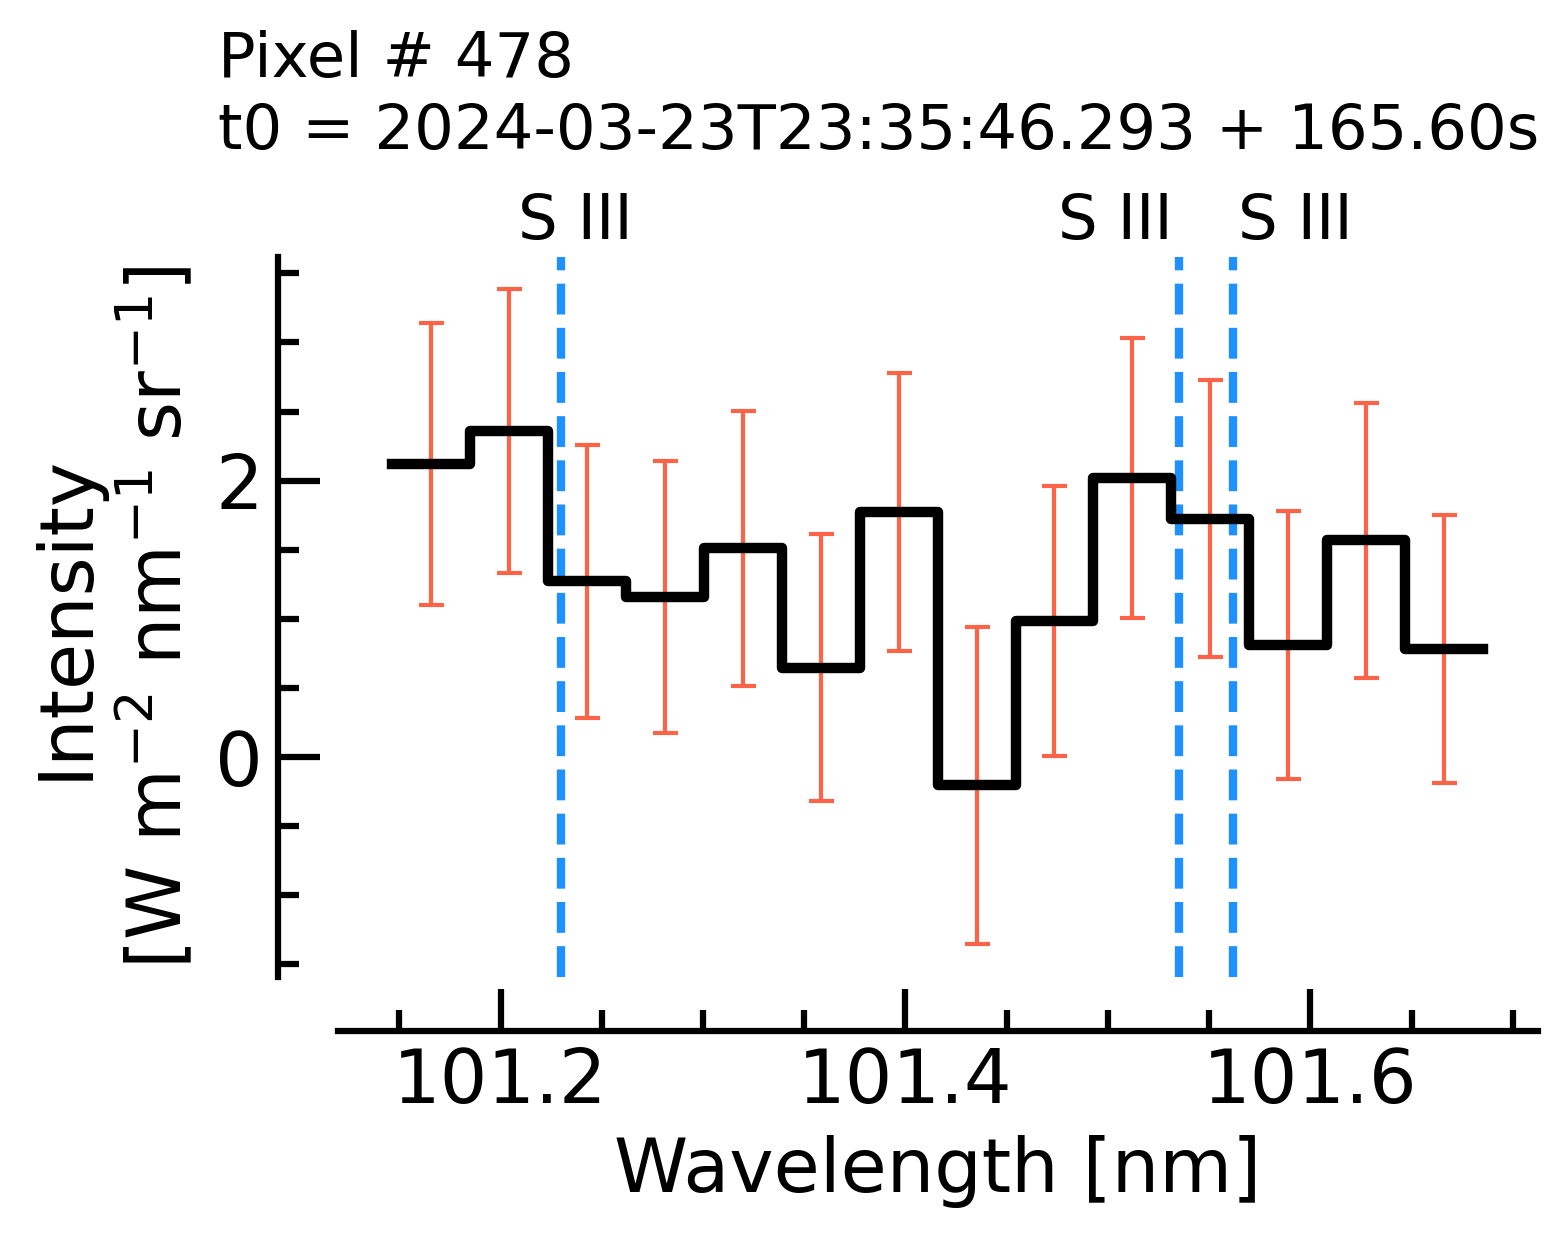 Pixel # 478
t0 = 2024-03-23T23:35:46.293 + 165.60s
S III S III S III
Intensity
[W m⁻² nm⁻¹ sr⁻¹]
2
0
101.2 101.4 101.6
Wavelength [nm]